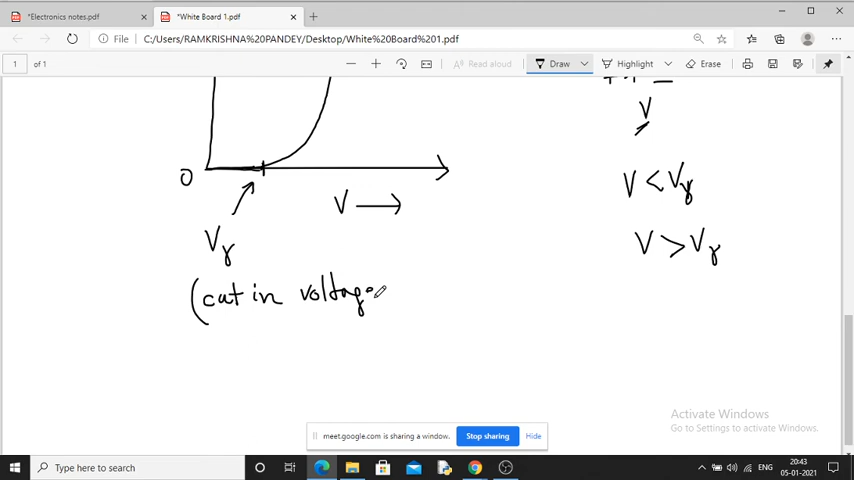 *Electronics notes.pdf
*White Board 1.pdf
File C:/Users/RAMKRISHNA%20PANDEY/Desktop/White%20Board%201.pdf
1 of 1
Read aloud
Draw
Highlight
Erase
V
0
V →
V < Vγ
Vγ
V > Vγ
(cut in voltage
Activate Windows
Go to Settings to activate Windows.
meet.google.com is sharing a window.
Stop sharing
Hide
Type here to search
ENG
20:43
05-01-2021